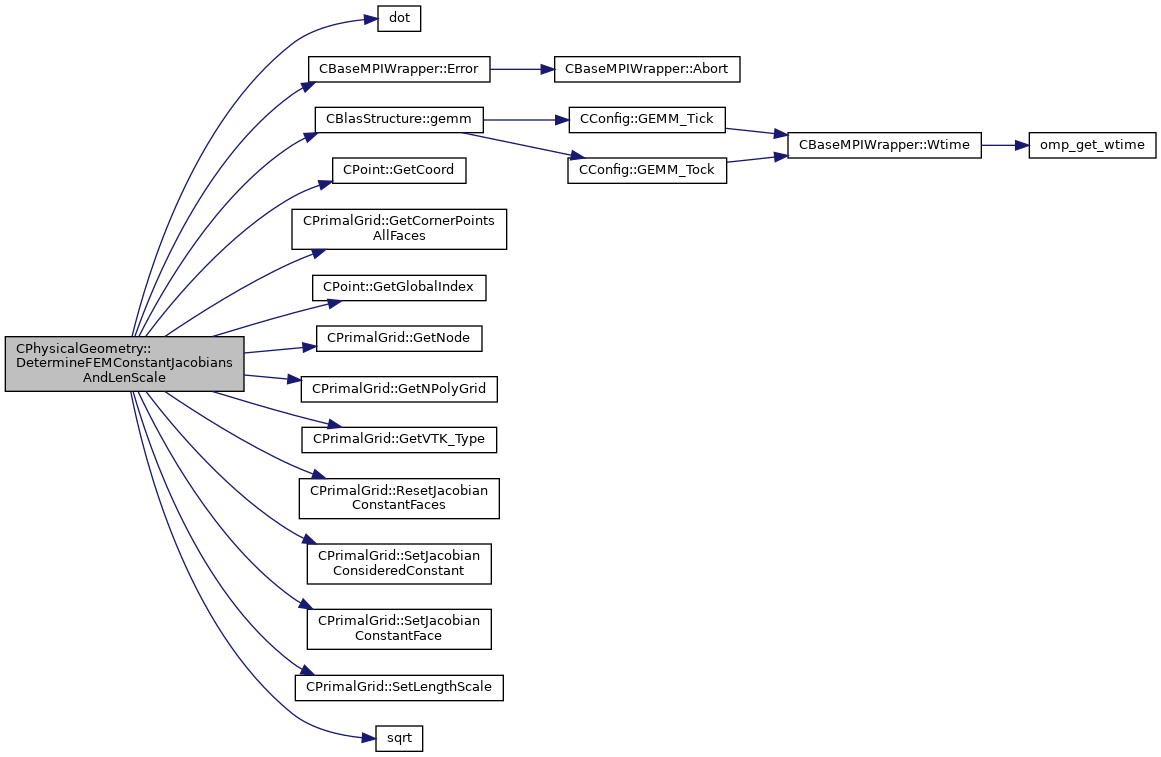 dot
CBaseMPIWrapper::Error
CBaseMPIWrapper::Abort
CBlasStructure::gemm
CConfig::GEMM_Tick
CConfig::GEMM_Tock
CBaseMPIWrapper::Wtime
omp_get_wtime
CPoint::GetCoord
CPrimalGrid::GetCornerPoints
AllFaces
CPoint::GetGlobalIndex
CPrimalGrid::GetNode
CPhysicalGeometry::
DetermineFEMConstantJacobians
AndLenScale
CPrimalGrid::GetNPolyGrid
CPrimalGrid::GetVTK_Type
CPrimalGrid::ResetJacobian
ConstantFaces
CPrimalGrid::SetJacobian
ConsideredConstant
CPrimalGrid::SetJacobian
ConstantFace
CPrimalGrid::SetLengthScale
sqrt